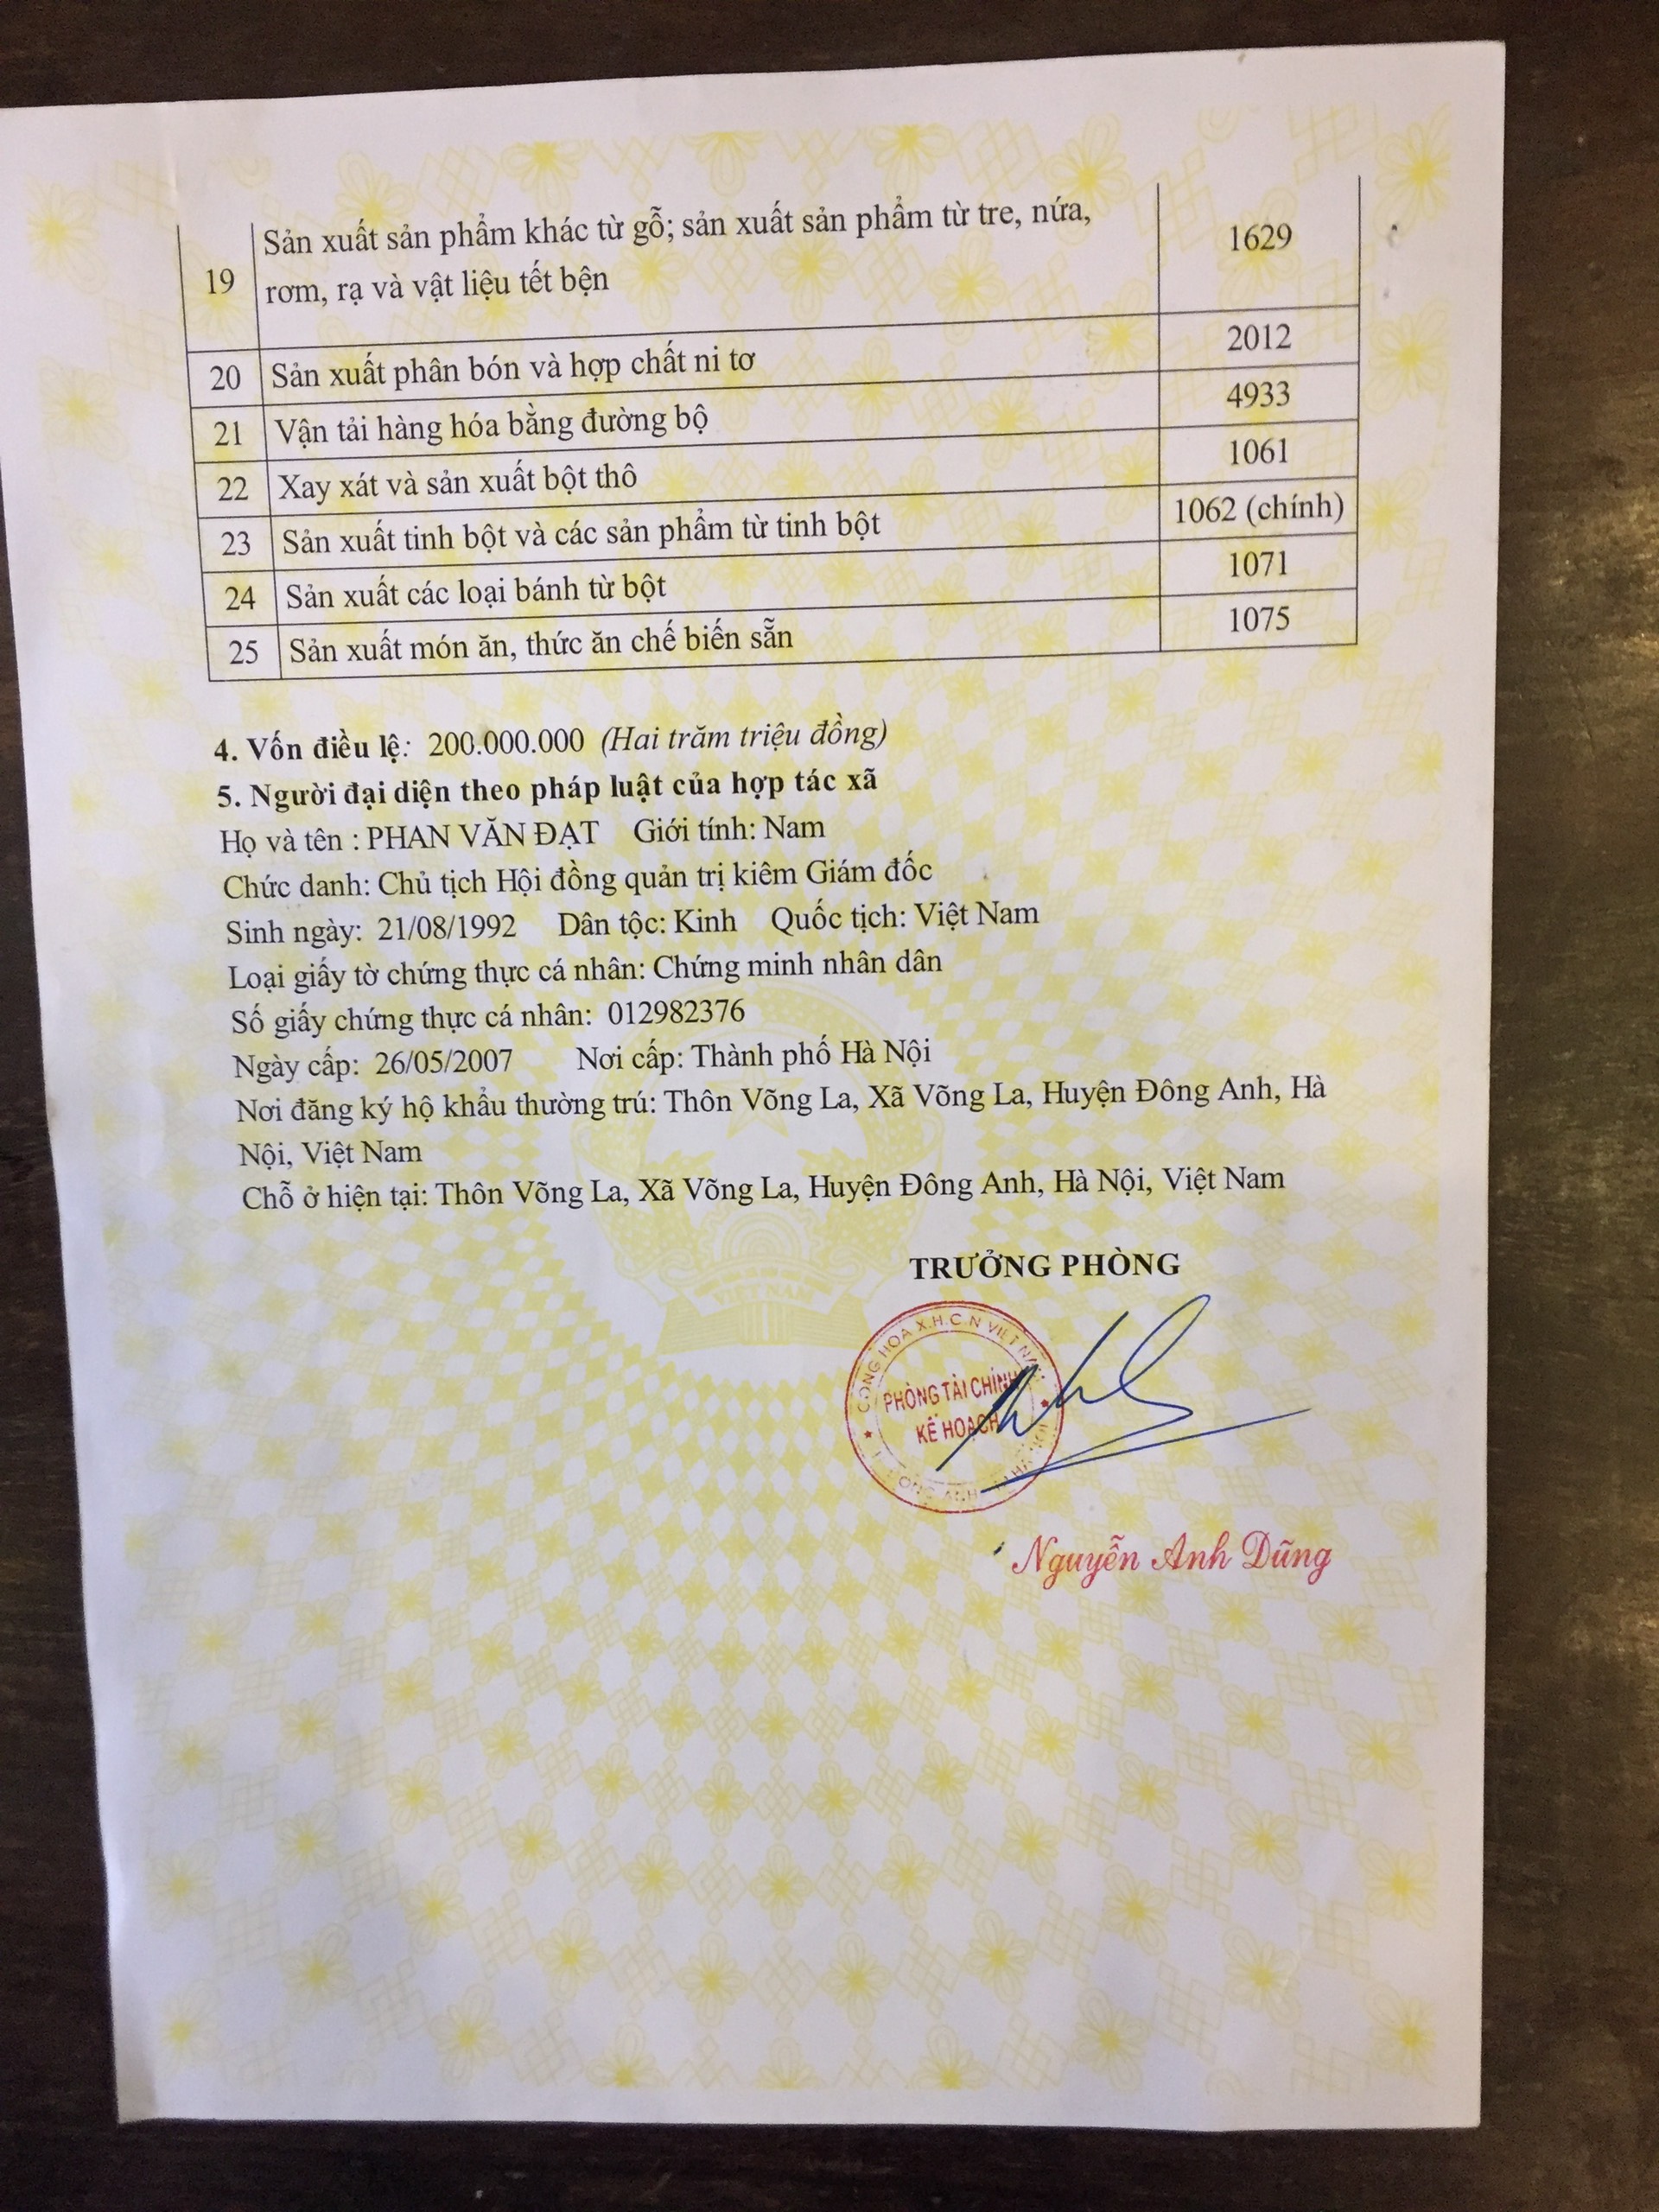 19 Sản xuất sản phẩm khác từ gỗ; sản xuất sản phẩm từ tre, nứa, 1629
rơm, rạ và vật liệu tết bện
20 Sản xuất phân bón và hợp chất ni tơ 2012
21 Vận tải hàng hóa bằng đường bộ 4933
22 Xay xát và sản xuất bột thô 1061
23 Sản xuất tinh bột và các sản phẩm từ tinh bột 1062 (chính)
24 Sản xuất các loại bánh từ bột 1071
25 Sản xuất món ăn, thức ăn chế biến sẵn 1075
4. Vốn điều lệ: 200.000.000 (Hai trăm triệu đồng)
5. Người đại diện theo pháp luật của hợp tác xã
Họ và tên : PHAN VĂN ĐẠT Giới tính: Nam
Chức danh: Chủ tịch Hội đồng quản trị kiêm Giám đốc
Sinh ngày: 21/08/1992 Dân tộc: Kinh Quốc tịch: Việt Nam
Loại giấy tờ chứng thực cá nhân: Chứng minh nhân dân
Số giấy chứng thực cá nhân: 012982376
Ngày cấp: 26/05/2007 Nơi cấp: Thành phố Hà Nội
Nơi đăng ký hộ khẩu thường trú: Thôn Võng La, Xã Võng La, Huyện Đông Anh, Hà
Nội, Việt Nam
Chỗ ở hiện tại: Thôn Võng La, Xã Võng La, Huyện Đông Anh, Hà Nội, Việt Nam
VIỆT NAM
TRƯỞNG PHÒNG
CỘNG HÒA X.H.C.N VIỆT NAM
PHÒNG TÀI CHÍNH
KẾ HOẠCH
ĐÔNG ANH
Nguyễn Anh Dũng